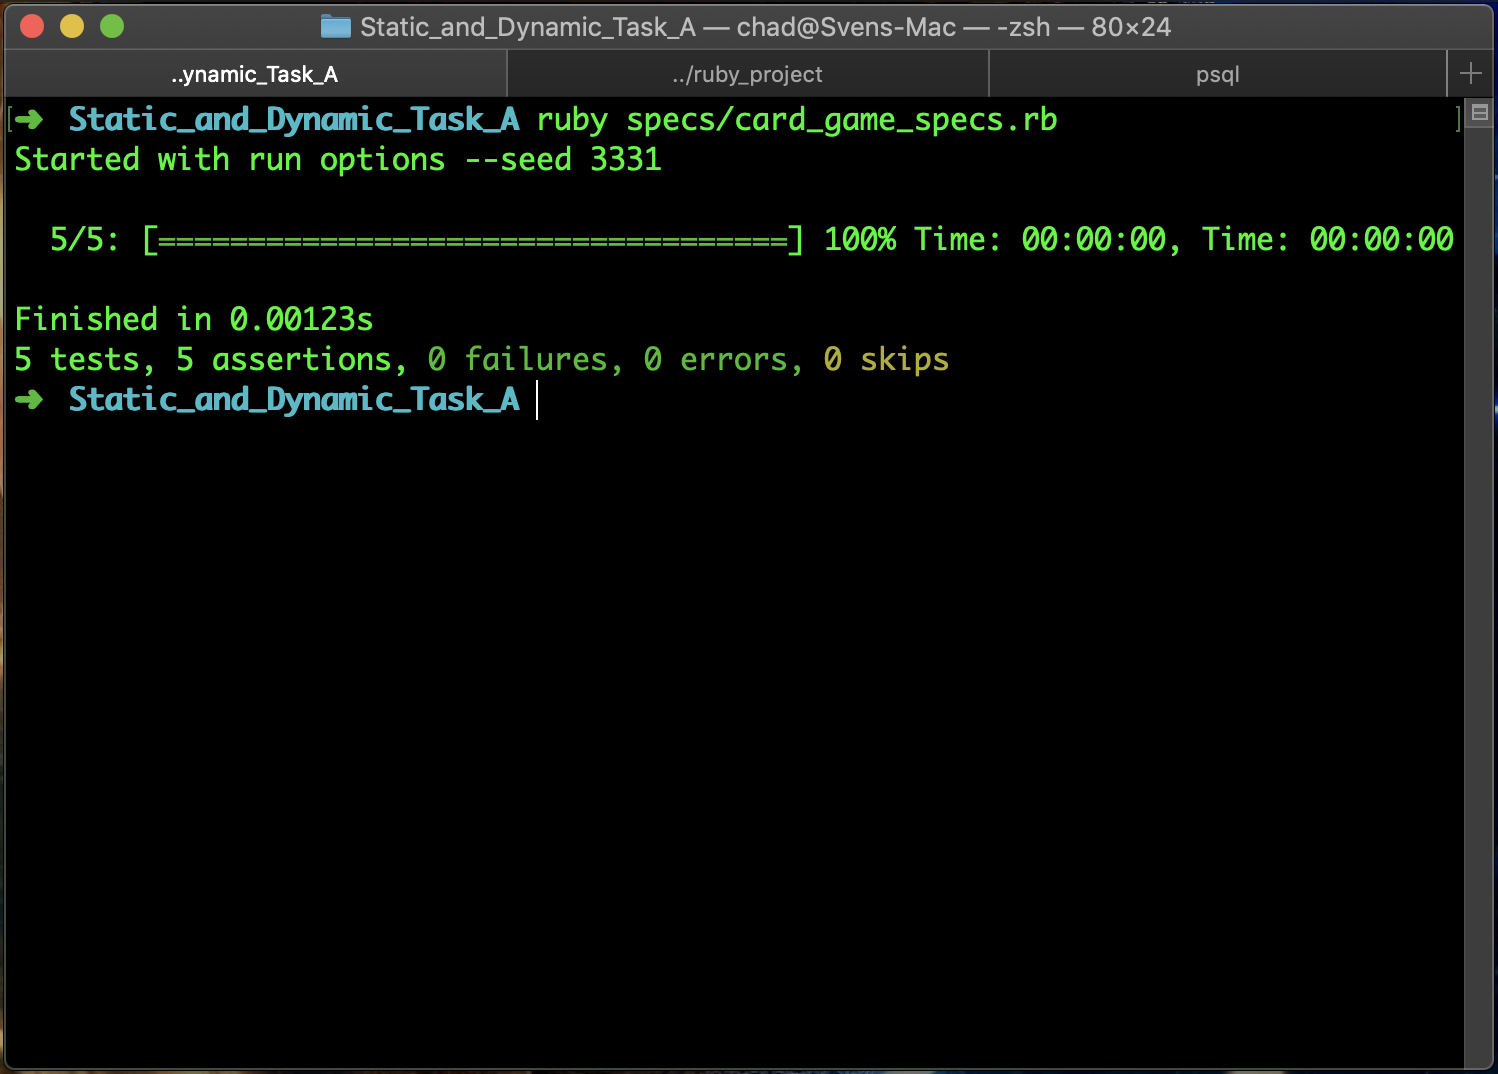 Static_and_Dynamic_Task_A — chad@Svens-Mac — -zsh — 80×24
..ynamic_Task_A
../ruby_project
psql
[➜ Static_and_Dynamic_Task_A ruby specs/card_game_specs.rb ]
Started with run options --seed 3331
5/5: [===================================] 100% Time: 00:00:00, Time: 00:00:00
Finished in 0.00123s
5 tests, 5 assertions, 0 failures, 0 errors, 0 skips
➜ Static_and_Dynamic_Task_A